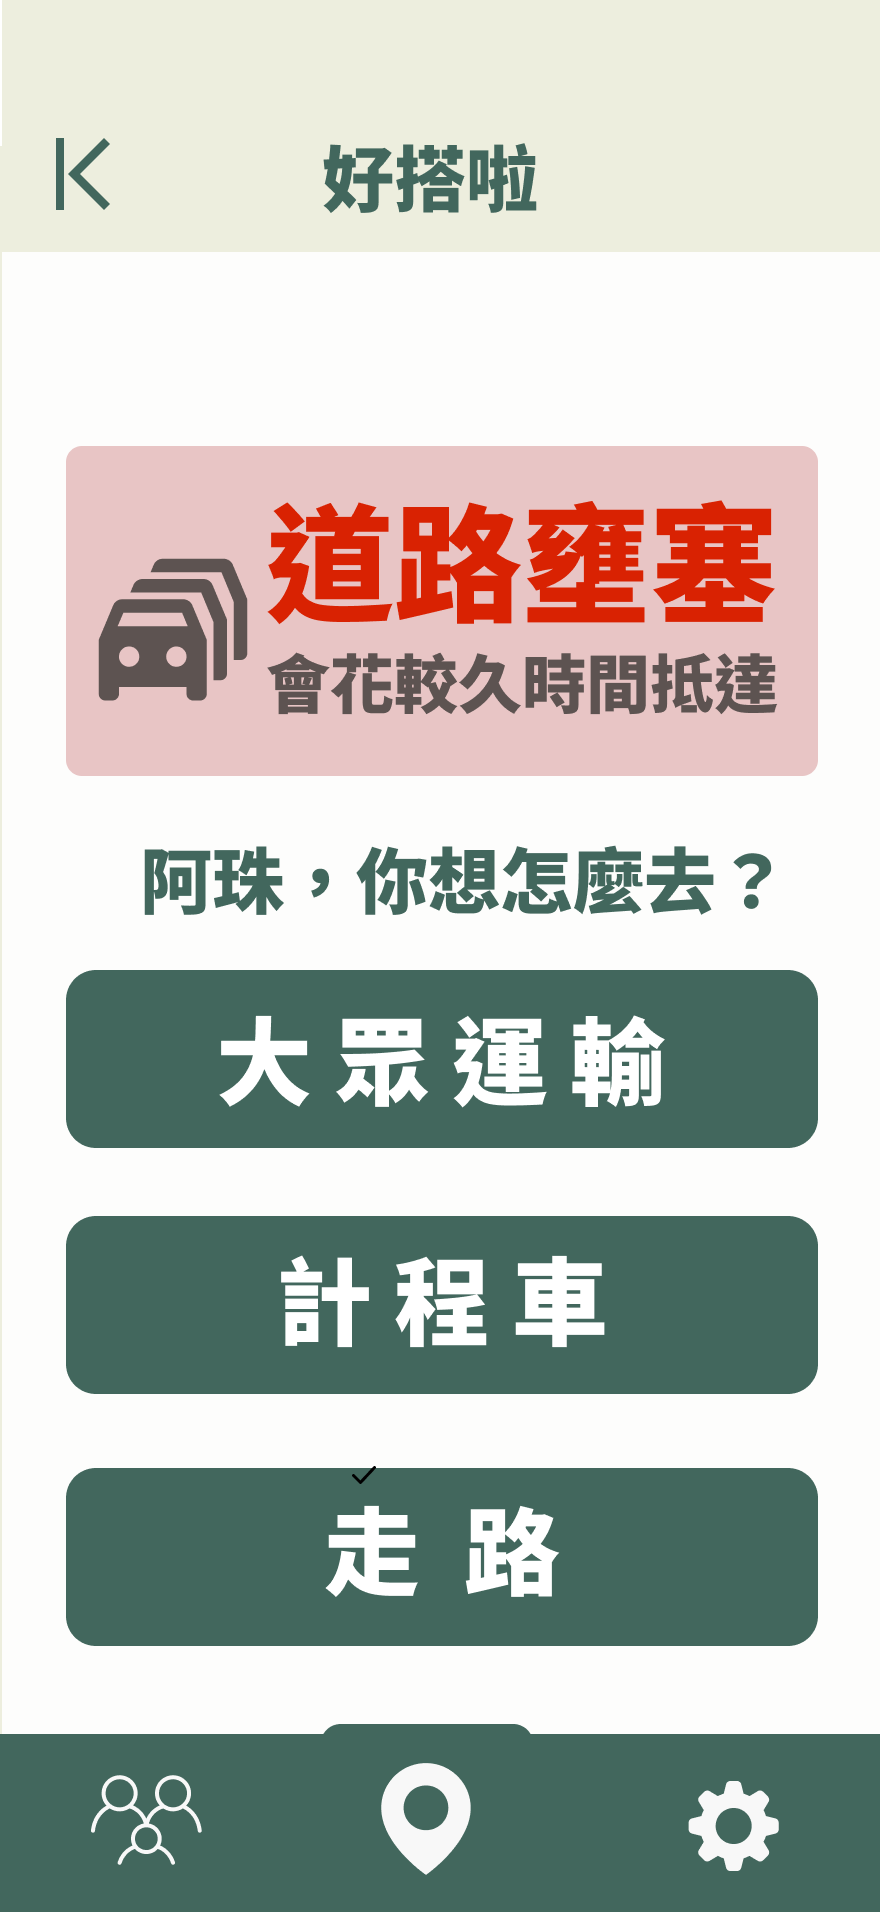 好搭啦
道路壅塞
會花較久時間抵達
阿珠，你想怎麼去？
大眾運輸
計程車
走路